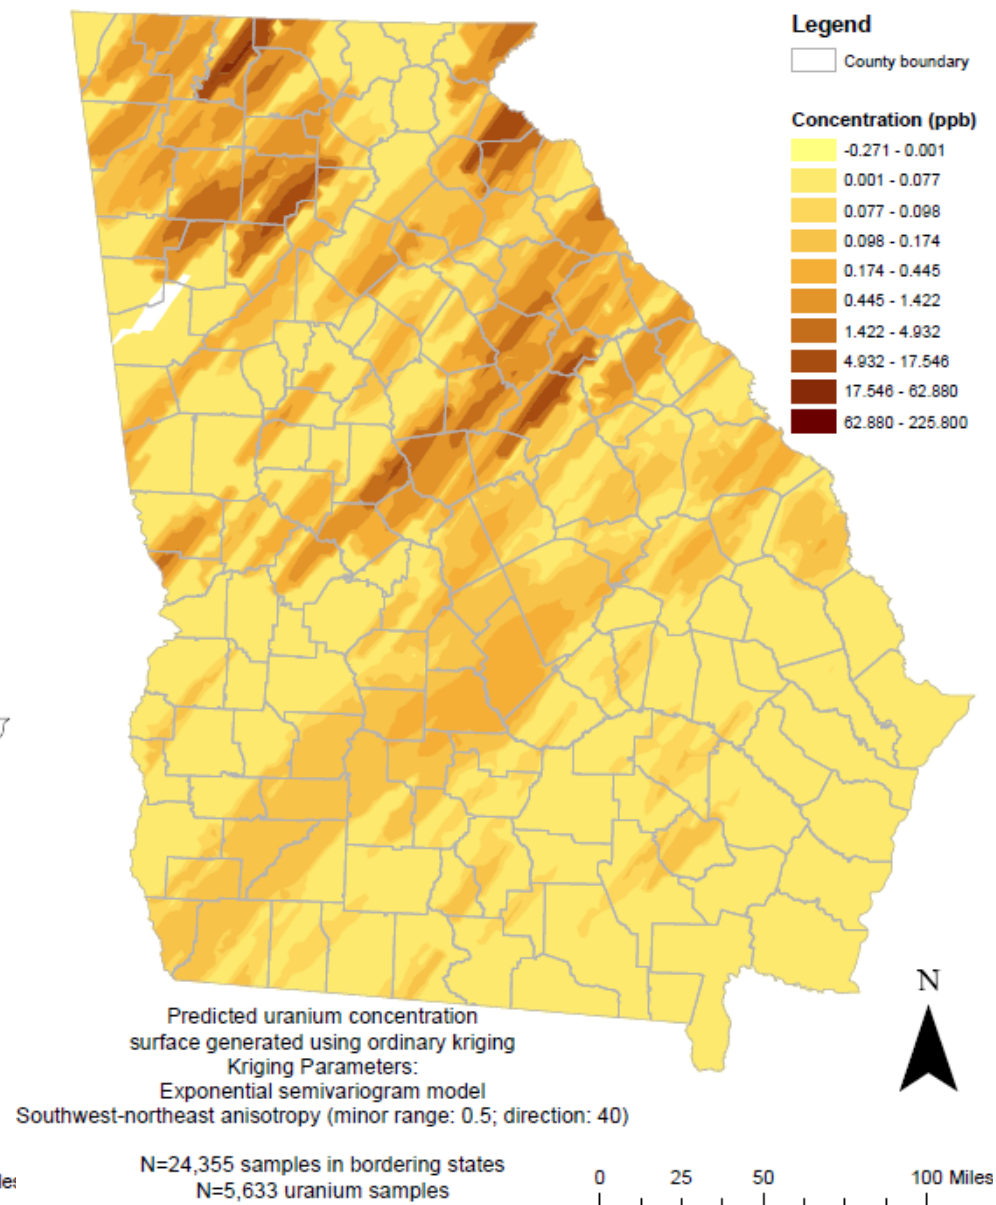 Legend
County boundary
Concentration (ppb)
-0.271 - 0.001
0.001 - 0.077
0.077 - 0.098
0.098 - 0.174
0.174 - 0.445
0.445 - 1.422
1.422 - 4.932
4.932 - 17.546
17.546 - 62.880
62.880 - 225.800
N
Predicted uranium concentration
surface generated using ordinary kriging
Kriging Parameters:
Exponential semivariogram model
Southwest-northeast anisotropy (minor range: 0.5; direction: 40)
N=24,355 samples in bordering states
N=5,633 uranium samples
0 25 50 100 Miles